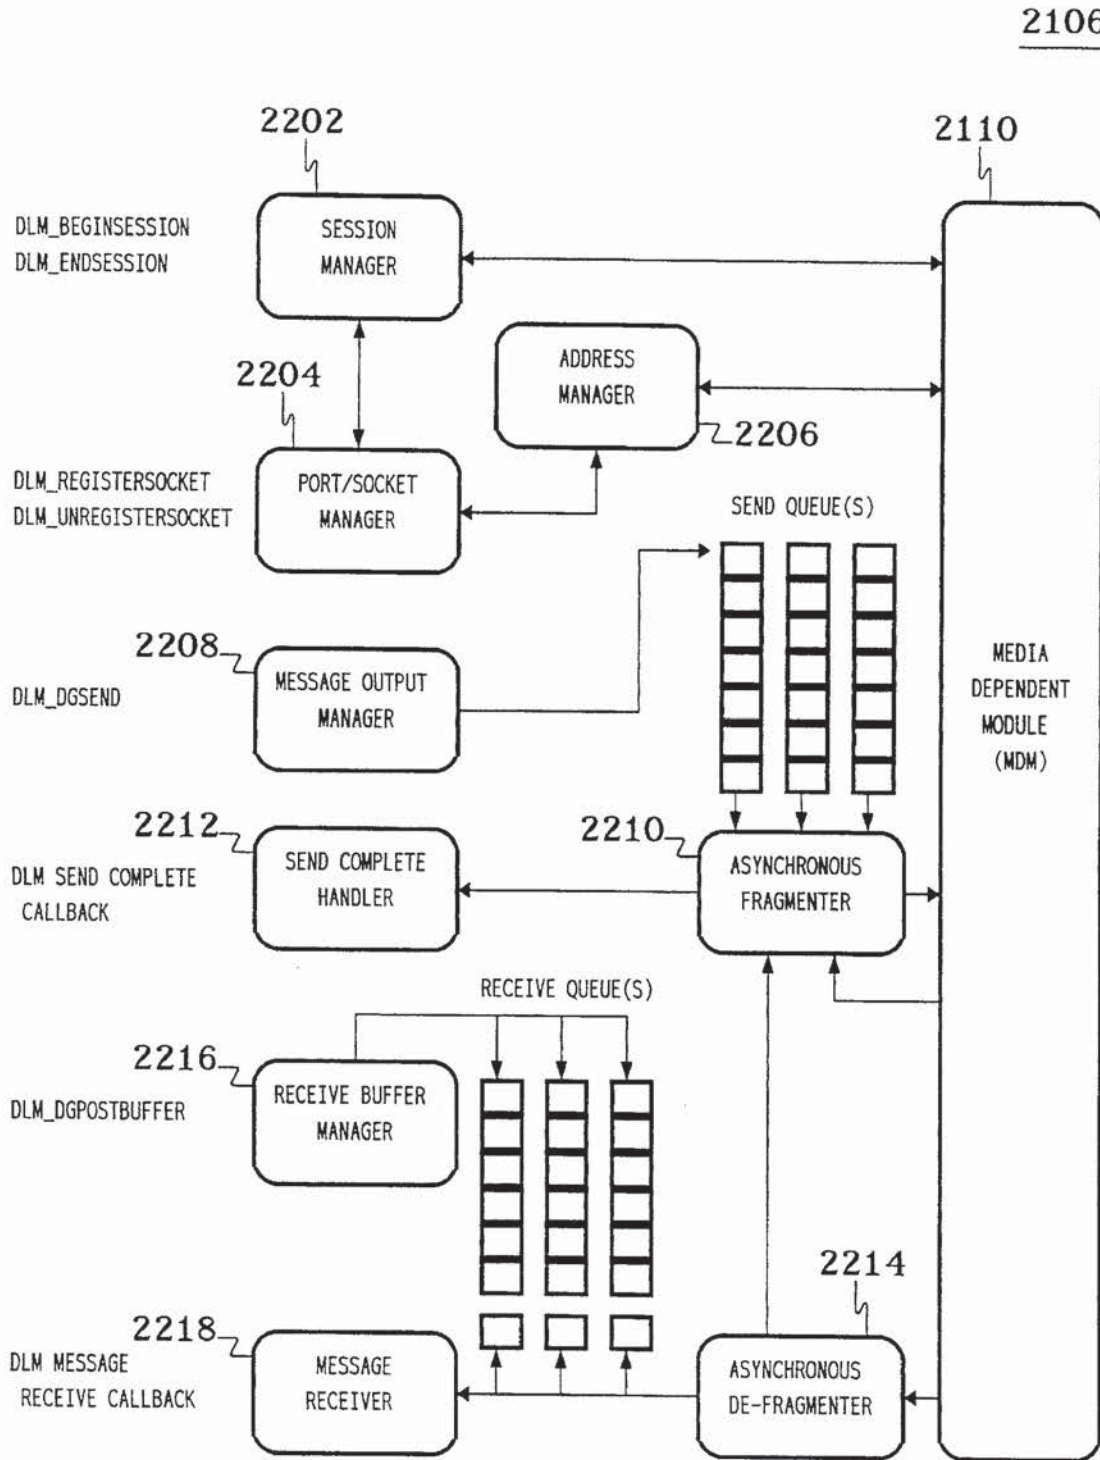 2106
2202
2110
DLM_BEGINSESSION
DLM_ENDSESSION
SESSION
MANAGER
2204
ADDRESS
MANAGER
2206
DLM_REGISTERSOCKET
DLM_UNREGISTERSOCKET
PORT/SOCKET
MANAGER
SEND QUEUE(S)
2208
DLM_DGSEND
MESSAGE OUTPUT
MANAGER
MEDIA
DEPENDENT
MODULE
(MDM)
2212
2210
DLM SEND COMPLETE
CALLBACK
SEND COMPLETE
HANDLER
ASYNCHRONOUS
FRAGMENTER
RECEIVE QUEUE(S)
2216
DLM_DGPOSTBUFFER
RECEIVE BUFFER
MANAGER
2214
2218
DLM MESSAGE
RECEIVE CALLBACK
MESSAGE
RECEIVER
ASYNCHRONOUS
DE-FRAGMENTER